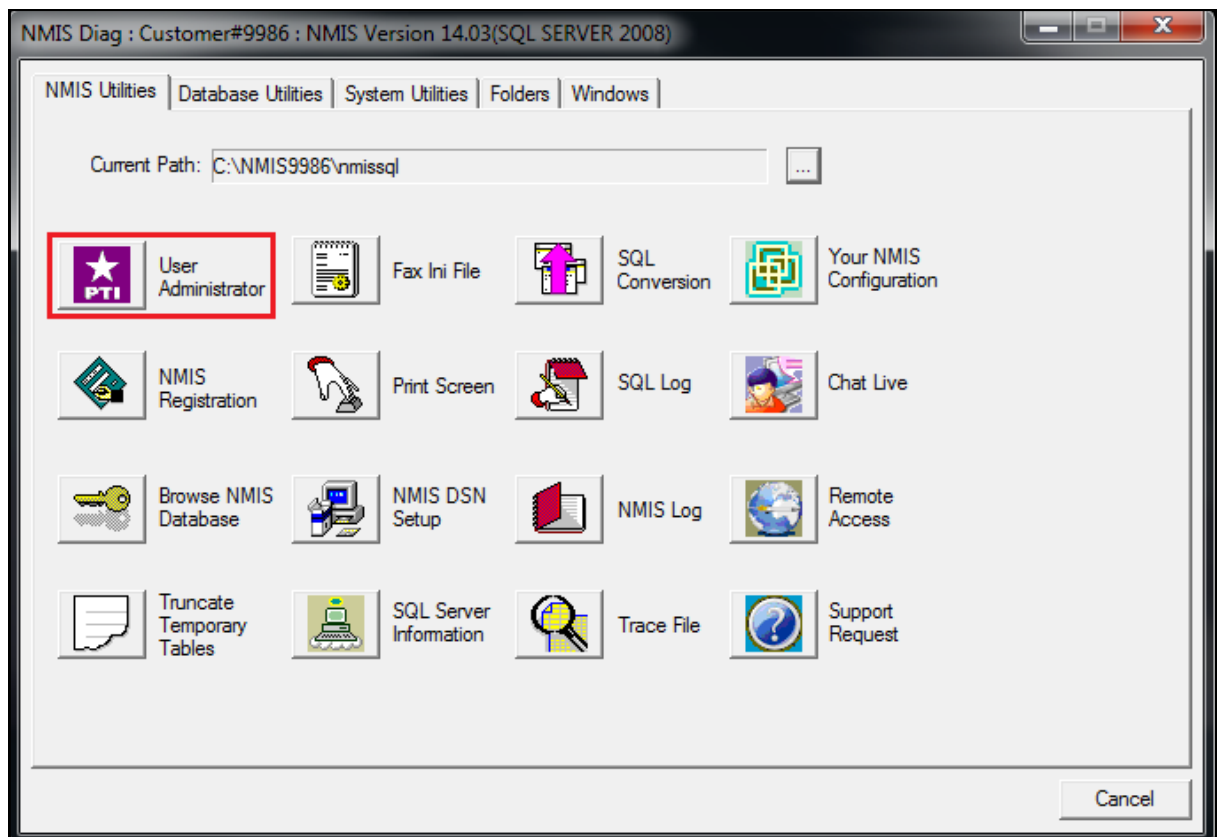 NMIS Diag : Customer#9986 : NMIS Version 14.03(SQL SERVER 2008)
NMIS Utilities Database Utilities System Utilities Folders Windows
Current Path: C:\NMIS9986\nmissql ...
PTI
User
Administrator
Fax Ini File
SQL
Conversion
Your NMIS
Configuration
NMIS
Registration
Print Screen
SQL Log
Chat Live
Browse NMIS
Database
NMIS DSN
Setup
NMIS Log
Remote
Access
Truncate
Temporary
Tables
SQL Server
Information
Trace File
Support
Request
Cancel